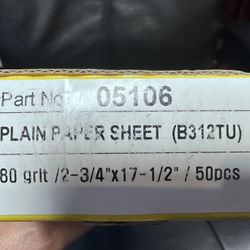 Part No. 05106
PLAIN PAPER SHEET (B312TU)
80 grit /2-3/4"x17-1/2" / 50pcs